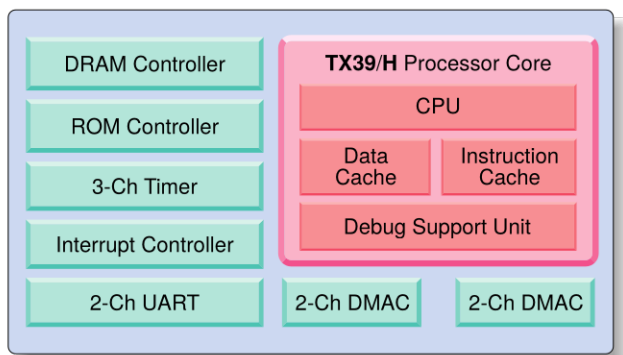 DRAM Controller
ROM Controller
3-Ch Timer
Interrupt Controller
2-Ch UART
TX39/H Processor Core
CPU
Data
Cache
Instruction
Cache
Debug Support Unit
2-Ch DMAC
2-Ch DMAC